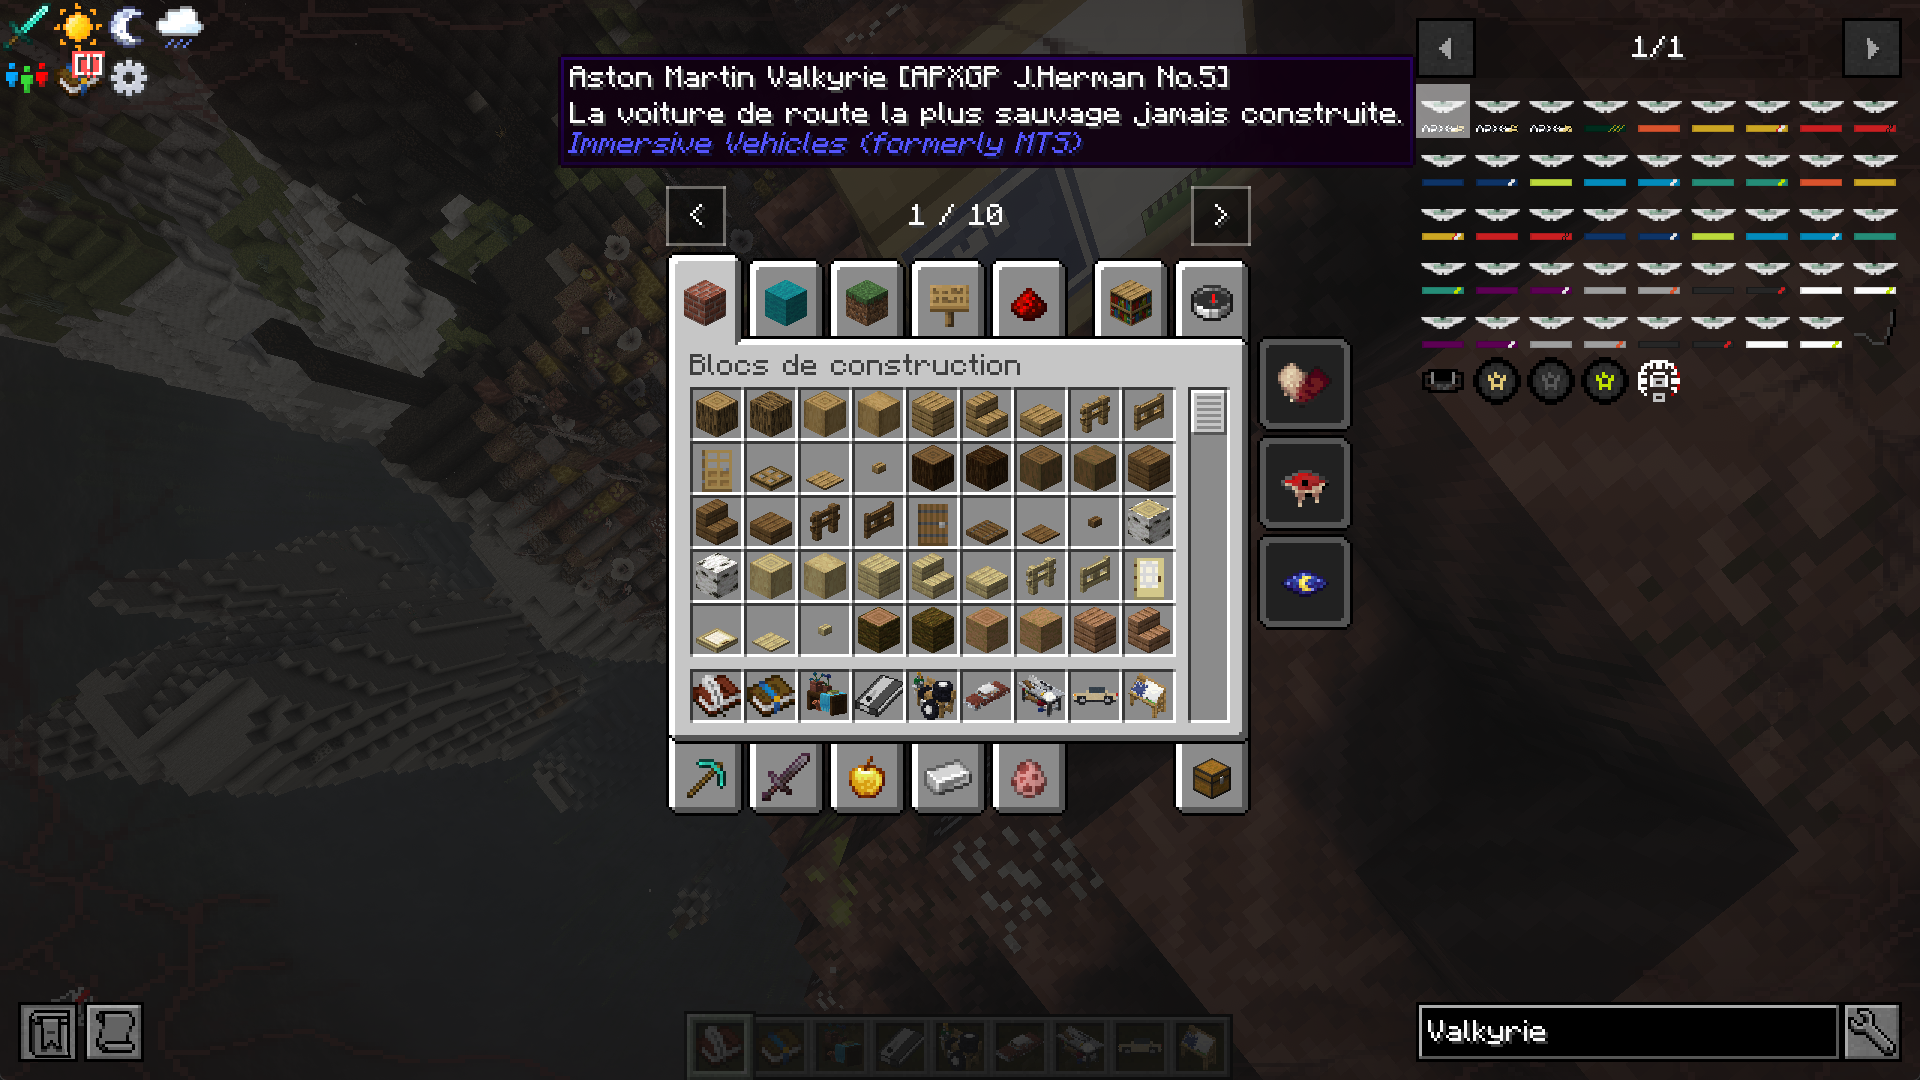 Aston Martin Valkyrie [APXGP J.Herman No.5]
La voiture de route la plus sauvage jamais construite.
Immersive Vehicles (formerly MTS)
1/1
<
1 / 10
>
Blocs de construction
Valkyrie